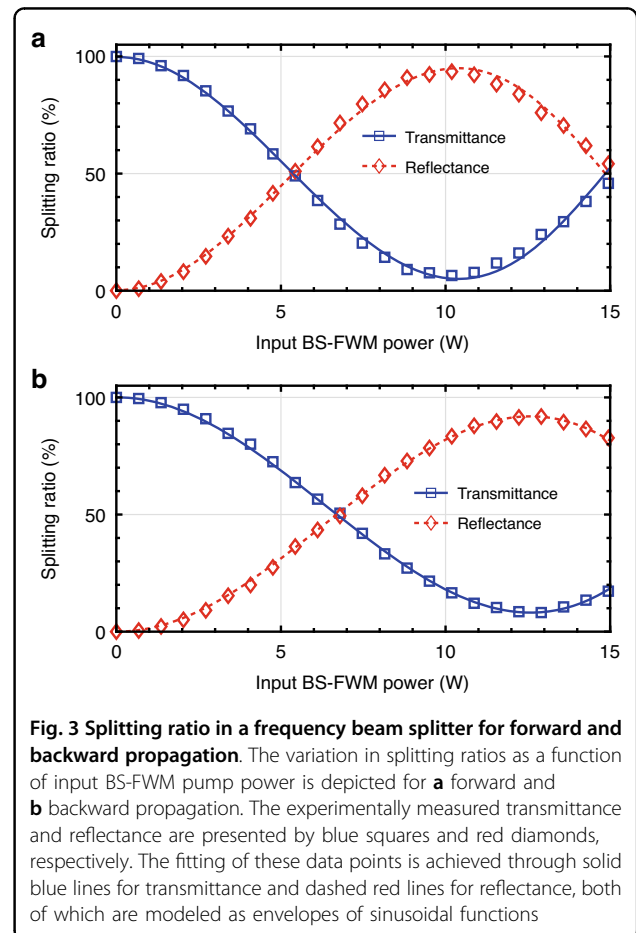 a
100
50
0
Splitting ratio (%)
Transmittance
Reflectance
0 5 10 15
Input BS-FWM power (W)
b
100
50
0
Splitting ratio (%)
Transmittance
Reflectance
0 5 10 15
Input BS-FWM power (W)
Fig. 3 Splitting ratio in a frequency beam splitter for forward and
backward propagation. The variation in splitting ratios as a function
of input BS-FWM pump power is depicted for a forward and
b backward propagation. The experimentally measured transmittance
and reflectance are presented by blue squares and red diamonds,
respectively. The fitting of these data points is achieved through solid
blue lines for transmittance and dashed red lines for reflectance, both
of which are modeled as envelopes of sinusoidal functions